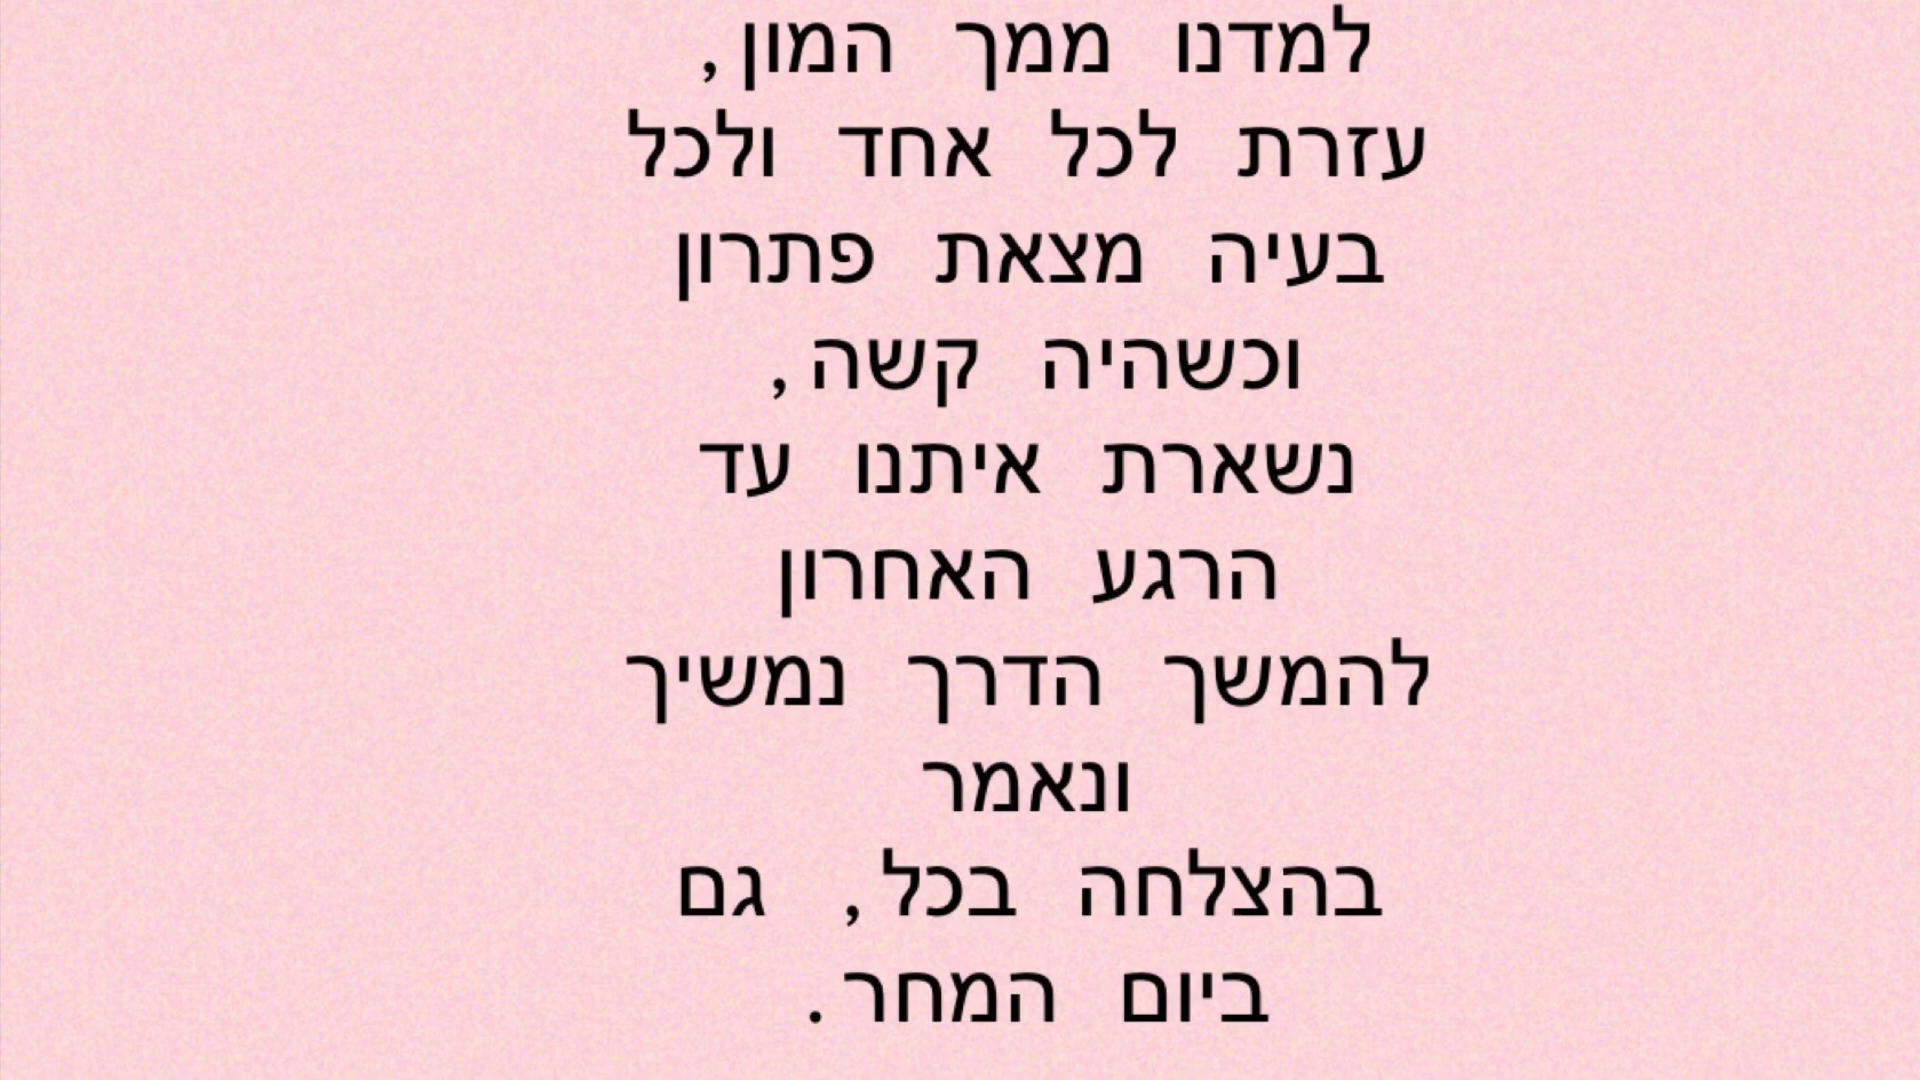 למדנו ממך המון,
עזרת לכל אחד ולכל
בעיה מצאת פתרון
וכשהיה קשה,
נשארת איתנו עד
הרגע האחרון
להמשך הדרך נמשיך
ונאמר
בהצלחה בכל, גם
ביום המחר.